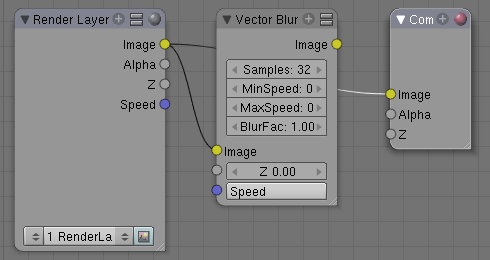 Render Layer
Image
Alpha
Z
Speed
1 RenderLa
Vector Blur
Image
Samples: 32
MinSpeed: 0
MaxSpeed: 0
BlurFac: 1.00
Image
Z 0.00
Speed
Com
Image
Alpha
Z